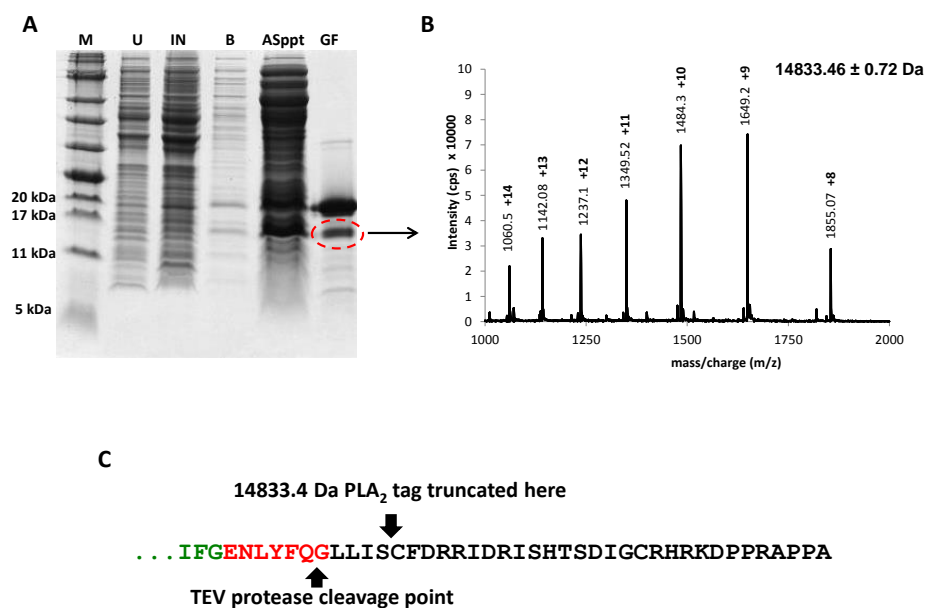 A
M U IN B ASppt GF
20 kDa
17 kDa
11 kDa
5 kDa
B
14833.46 ± 0.72 Da
Intensity (cps) x 10000
10
9
8
7
6
5
4
3
2
1
0
1060.5 +14
1142.08 +13
1237.1 +12
1349.52 +11
1484.3 +10
1649.2 +9
1855.07 +8
1000 1250 1500 1750 2000
mass/charge (m/z)
C
14833.4 Da PLA₂ tag truncated here
...IFGENLYFQGLLISCFDRRIDRISHTSDIGCRHRKDPPRAPPA
TEV protease cleavage point